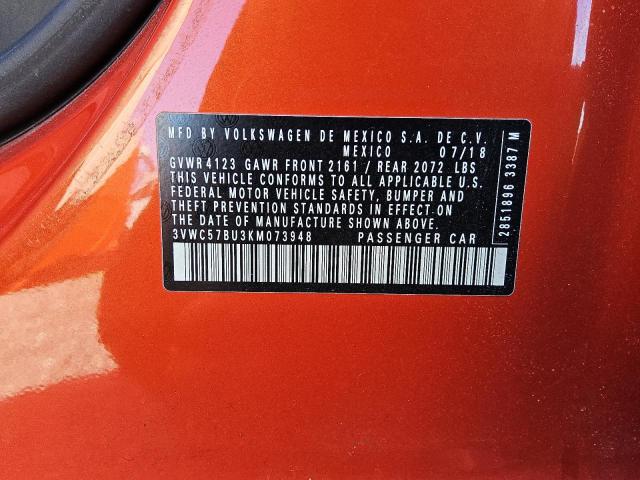 MFD BY VOLKSWAGEN DE MEXICO S.A. DE C.V.
MEXICO 07/18
GVWR 4123 GAWR FRONT 2161 / REAR 2072 LBS
THIS VEHICLE CONFORMS TO ALL APPLICABLE U.S.
FEDERAL MOTOR VEHICLE SAFETY, BUMPER AND
THEFT PREVENTION STANDARDS IN EFFECT ON
THE DATE OF MANUFACTURE SHOWN ABOVE.
3VWC57BU3KM073948 PASSENGER CAR
2851896 3387 M